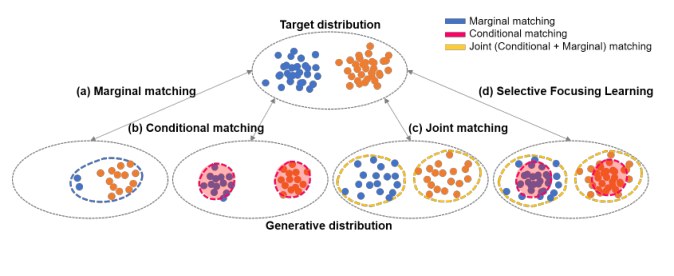 Target distribution
Marginal matching
Conditional matching
Joint (Conditional + Marginal) matching
(a) Marginal matching
(d) Selective Focusing Learning
(b) Conditional matching
(c) Joint matching
Generative distribution